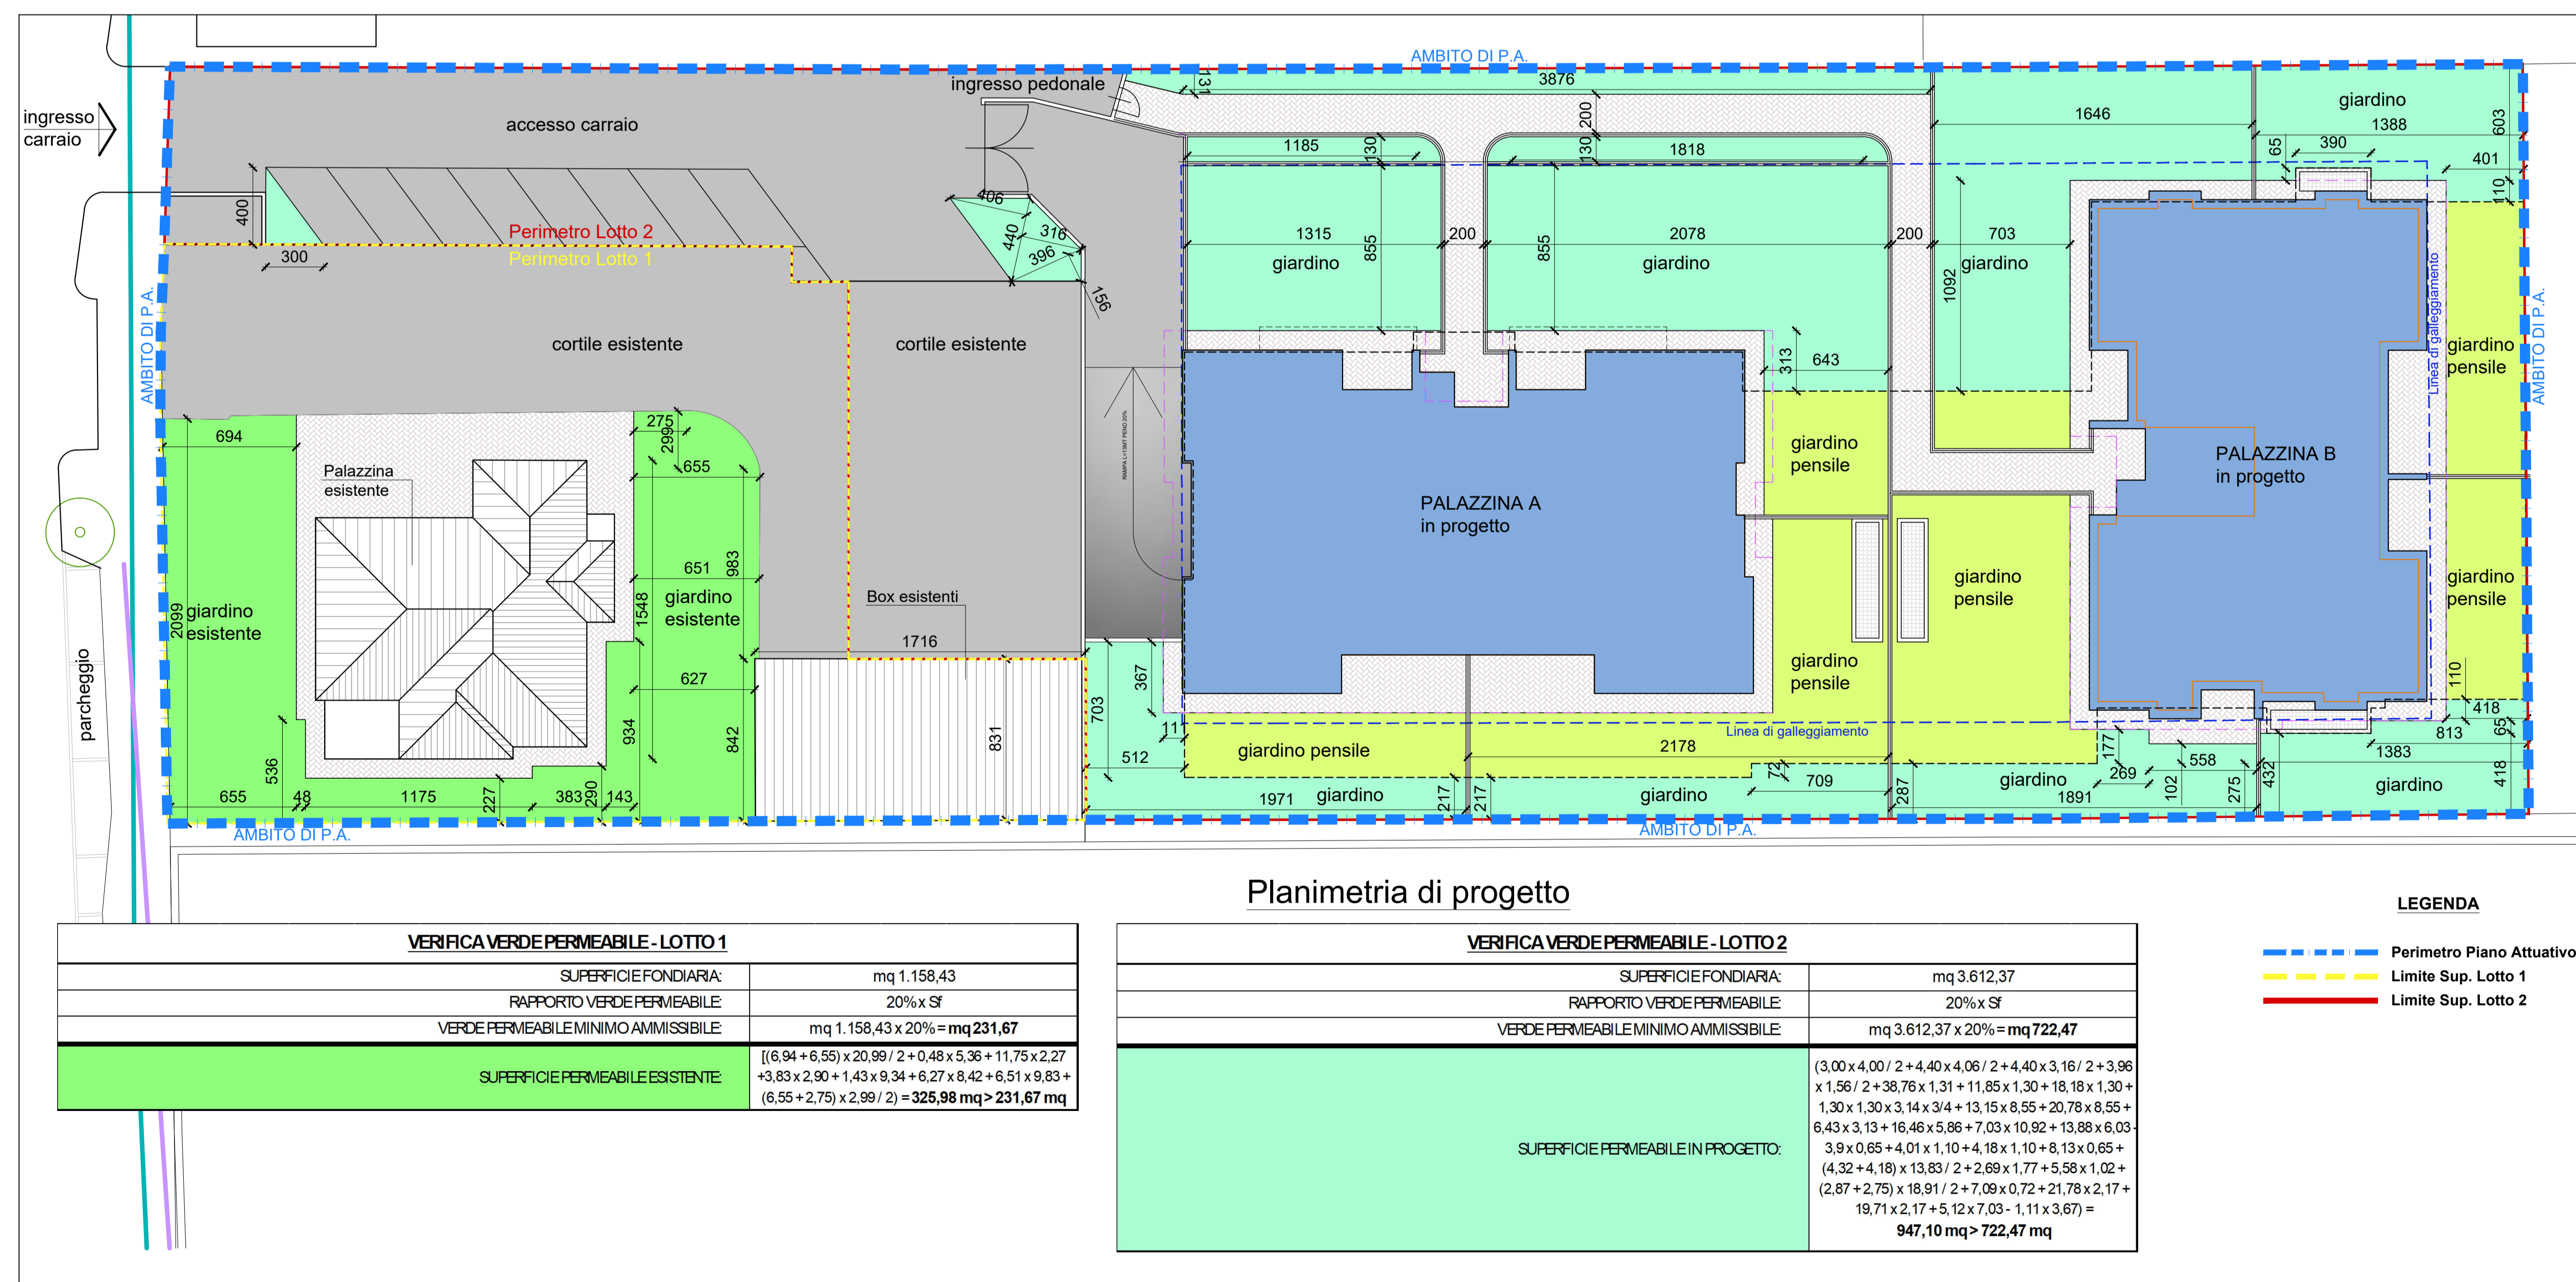 AMBITO DI P.A.
ingresso pedonale
131
3876
ingresso
carraio
accesso carraio
200
1646
giardino
1388
603
65
390
401
110
1185
130
130
1818
400
406
440
316
396
156
300
Perimetro Lotto 2
Perimetro Lotto 1
1315
giardino
855
200
855
2078
giardino
200
703
giardino
1092
Linea di galleggiamento
AMBITO DI P.A.
AMBITO DI P.A.
cortile esistente
cortile esistente
313
643
giardino
pensile
694
275
299
655
Palazzina
esistente
RAMPA L=13MT PEND 20%
giardino
pensile
PALAZZINA A
in progetto
PALAZZINA B
in progetto
2099
giardino
esistente
651
983
1548
giardino
esistente
Box esistenti
1716
giardino
pensile
giardino
pensile
giardino
pensile
parcheggio
627
934
842
831
703
367
111
512
giardino pensile
2178
Linea di galleggiamento
72
709
110
418
65
813
1383
418
536
655
48
1175
227
383
290
143
1971
giardino
217
217
giardino
287
giardino
1891
177
269
558
102
275
432
giardino
AMBITO DI P.A.
AMBITO DI P.A.
Planimetria di progetto
VERIFICA VERDE PERMEABILE - LOTTO 1
SUPERFICIE FONDIARIA: mq 1.158,43
RAPPORTO VERDE PERMEABILE: 20% x Sf
VERDE PERMEABILE MINIMO AMMISSIBILE: mq 1.158,43 x 20% = mq 231,67
SUPERFICIE PERMEABILE ESISTENTE:
[(6,94 + 6,55) x 20,99 / 2 + 0,48 x 5,36 + 11,75 x 2,27
+3,83 x 2,90 + 1,43 x 9,34 + 6,27 x 8,42 + 6,51 x 9,83 +
(6,55 + 2,75) x 2,99 / 2) = 325,98 mq > 231,67 mq
VERIFICA VERDE PERMEABILE - LOTTO 2
SUPERFICIE FONDIARIA: mq 3.612,37
RAPPORTO VERDE PERMEABILE: 20% x Sf
VERDE PERMEABILE MINIMO AMMISSIBILE: mq 3.612,37 x 20% = mq 722,47
SUPERFICIE PERMEABILE IN PROGETTO:
(3,00 x 4,00 / 2 + 4,40 x 4,06 / 2 + 4,40 x 3,16 / 2 + 3,96
x 1,56 / 2 + 38,76 x 1,31 + 11,85 x 1,30 + 18,18 x 1,30 +
1,30 x 1,30 x 3,14 x 3/4 + 13,15 x 8,55 + 20,78 x 8,55 +
6,43 x 3,13 + 16,46 x 5,86 + 7,03 x 10,92 + 13,88 x 6,03 -
3,9 x 0,65 + 4,01 x 1,10 + 4,18 x 1,10 + 8,13 x 0,65 +
(4,32 + 4,18) x 13,83 / 2 + 2,69 x 1,77 + 5,58 x 1,02 +
(2,87 + 2,75) x 18,91 / 2 + 7,09 x 0,72 + 21,78 x 2,17 +
19,71 x 2,17 + 5,12 x 7,03 - 1,11 x 3,67) =
947,10 mq > 722,47 mq
LEGENDA
Perimetro Piano Attuativo
Limite Sup. Lotto 1
Limite Sup. Lotto 2